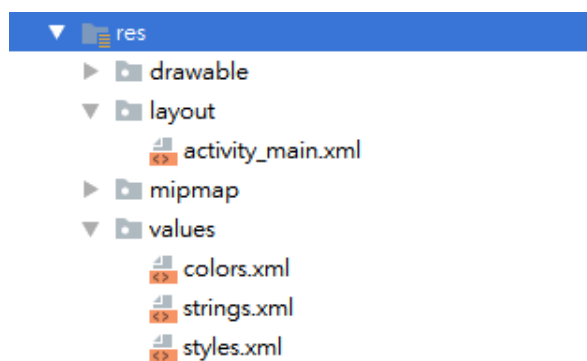 res
drawable
layout
activity_main.xml
mipmap
values
colors.xml
strings.xml
styles.xml